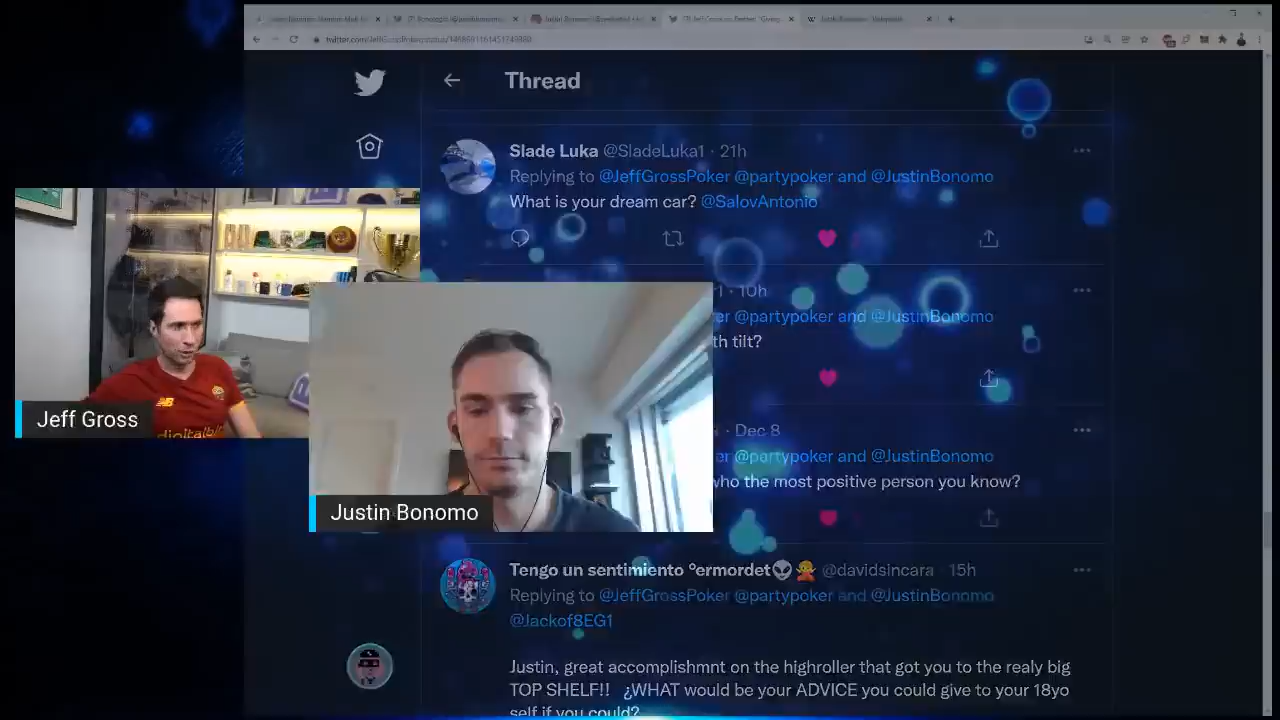 Thread
Slade Luka @SladeLuka1 · 21h
Replying to @JeffGrossPoker @partypoker and @JustinBonomo
What is your dream car? @SalovAntonio
10h
@partypoker and @JustinBonomo
tilt?
Jeff Gross
· Dec 8
@partypoker and @JustinBonomo
who the most positive person you know?
Justin Bonomo
Tengo un sentimiento °ermordet👽🙅 @davidsincara · 15h
Replying to @JeffGrossPoker @partypoker and @JustinBonomo
@Jackof8EG1
Justin, great accomplishmnt on the highroller that got you to the realy big
TOP SHELF!! ¿WHAT would be your ADVICE you could give to your 18yo
self if you could?